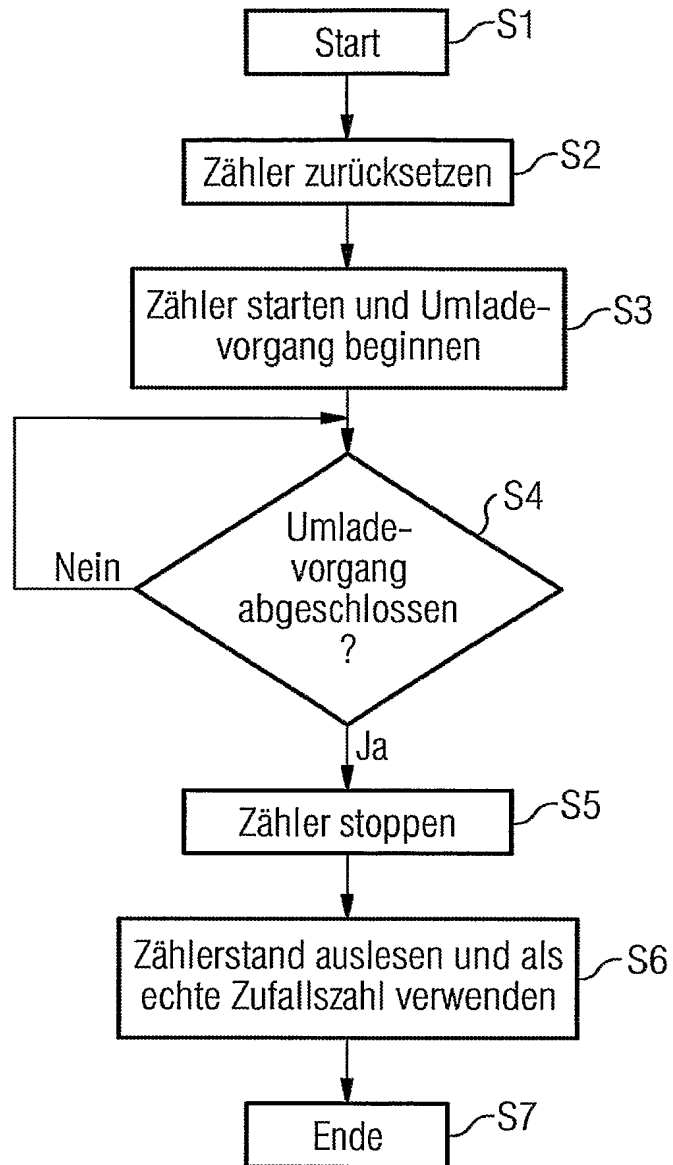 Start
S1
Zähler zurücksetzen
S2
Zähler starten und Umlade-
vorgang beginnen
S3
Umlade-
vorgang
abgeschlossen
?
S4
Nein
Ja
Zähler stoppen
S5
Zählerstand auslesen und als
echte Zufallszahl verwenden
S6
Ende
S7